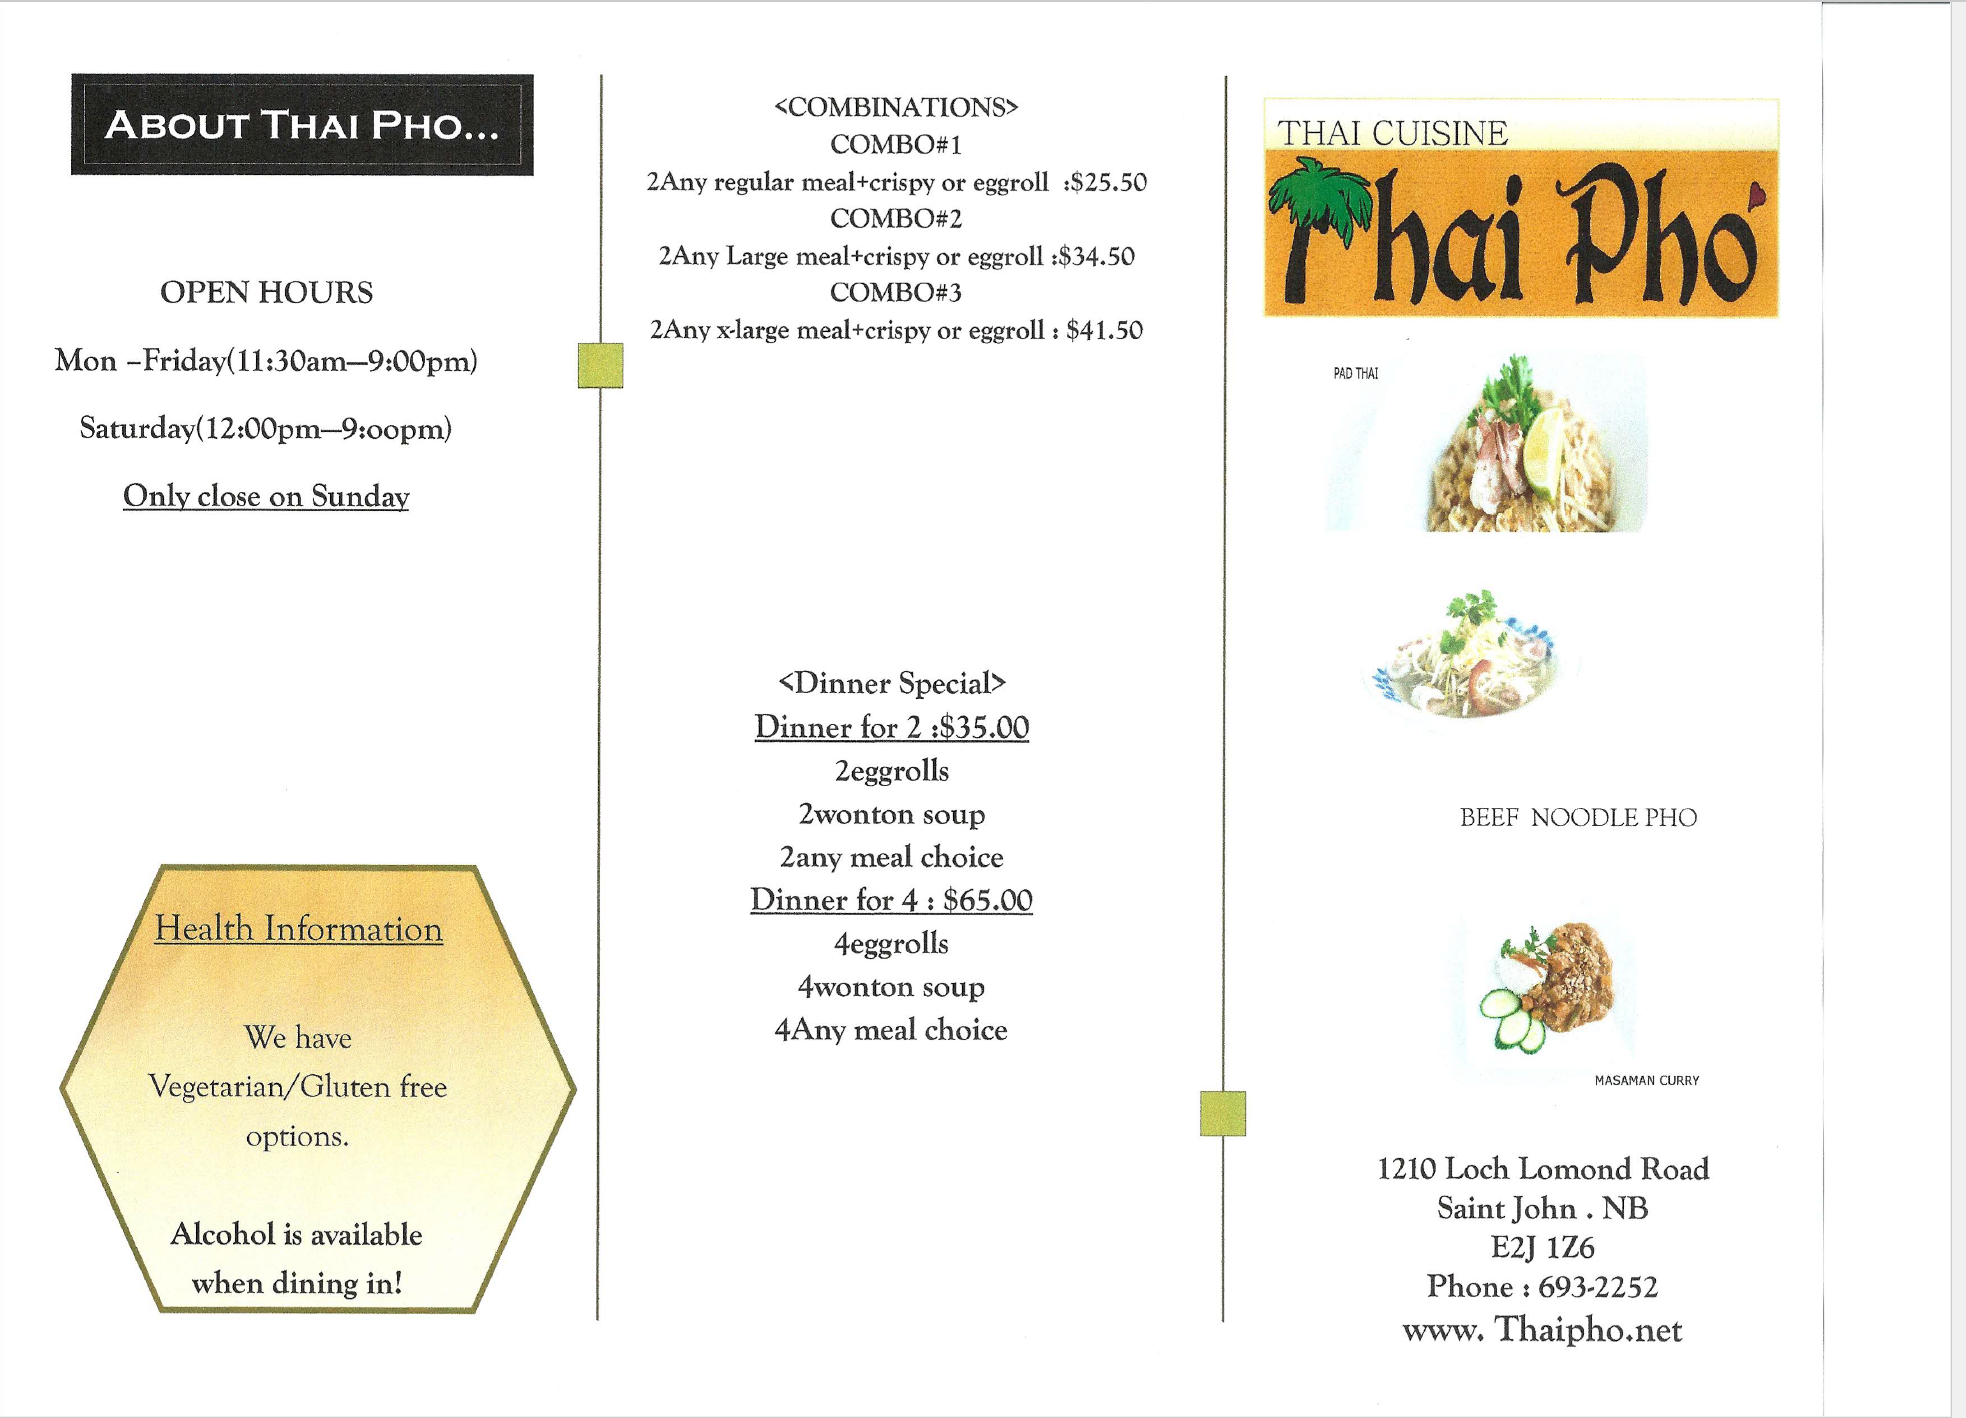 ABOUT THAI PHO...
OPEN HOURS
Mon –Friday(11:30am—9:00pm)
Saturday(12:00pm—9:oopm)
Only close on Sunday
Health Information
We have
Vegetarian/Gluten free
options.
Alcohol is available
when dining in!
<COMBINATIONS>
COMBO#1
2Any regular meal+crispy or eggroll :$25.50
COMBO#2
2Any Large meal+crispy or eggroll :$34.50
COMBO#3
2Any x-large meal+crispy or eggroll : $41.50
<Dinner Special>
Dinner for 2 :$35.00
2eggrolls
2wonton soup
2any meal choice
Dinner for 4 : $65.00
4eggrolls
4wonton soup
4Any meal choice
THAI CUISINE
Thai Pho
PAD THAI
BEEF NOODLE PHO
MASAMAN CURRY
1210 Loch Lomond Road
Saint John . NB
E2J 1Z6
Phone : 693-2252
www. Thaipho.net